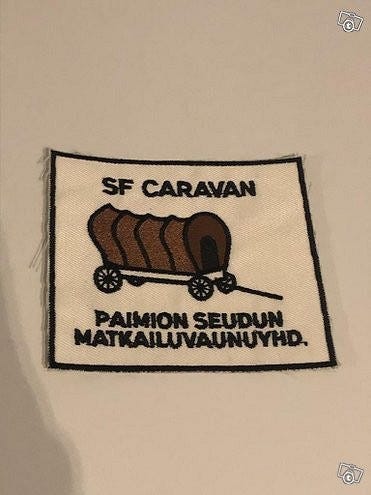 SF CARAVAN
PAIMION SEUDUN
MATKAILUVAUNUYHD.